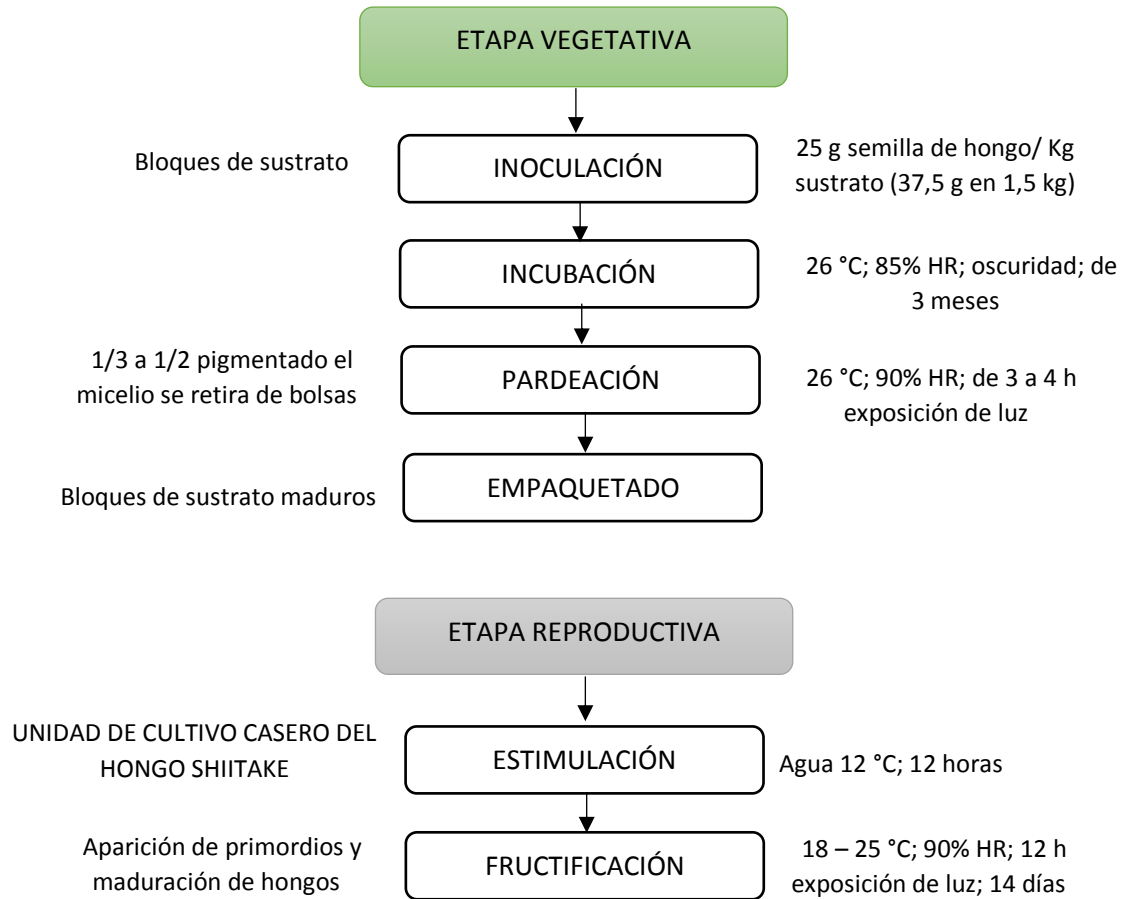 ETAPA VEGETATIVA
Bloques de sustrato
INOCULACIÓN
25 g semilla de hongo/ Kg
sustrato (37,5 g en 1,5 kg)
INCUBACIÓN
26 °C; 85% HR; oscuridad; de
3 meses
1/3 a 1/2 pigmentado el
micelio se retira de bolsas
PARDEACIÓN
26 °C; 90% HR; de 3 a 4 h
exposición de luz
Bloques de sustrato maduros
EMPAQUETADO
ETAPA REPRODUCTIVA
UNIDAD DE CULTIVO CASERO DEL
HONGO SHIITAKE
ESTIMULACIÓN
Agua 12 °C; 12 horas
Aparición de primordios y
maduración de hongos
FRUCTIFICACIÓN
18 – 25 °C; 90% HR; 12 h
exposición de luz; 14 días